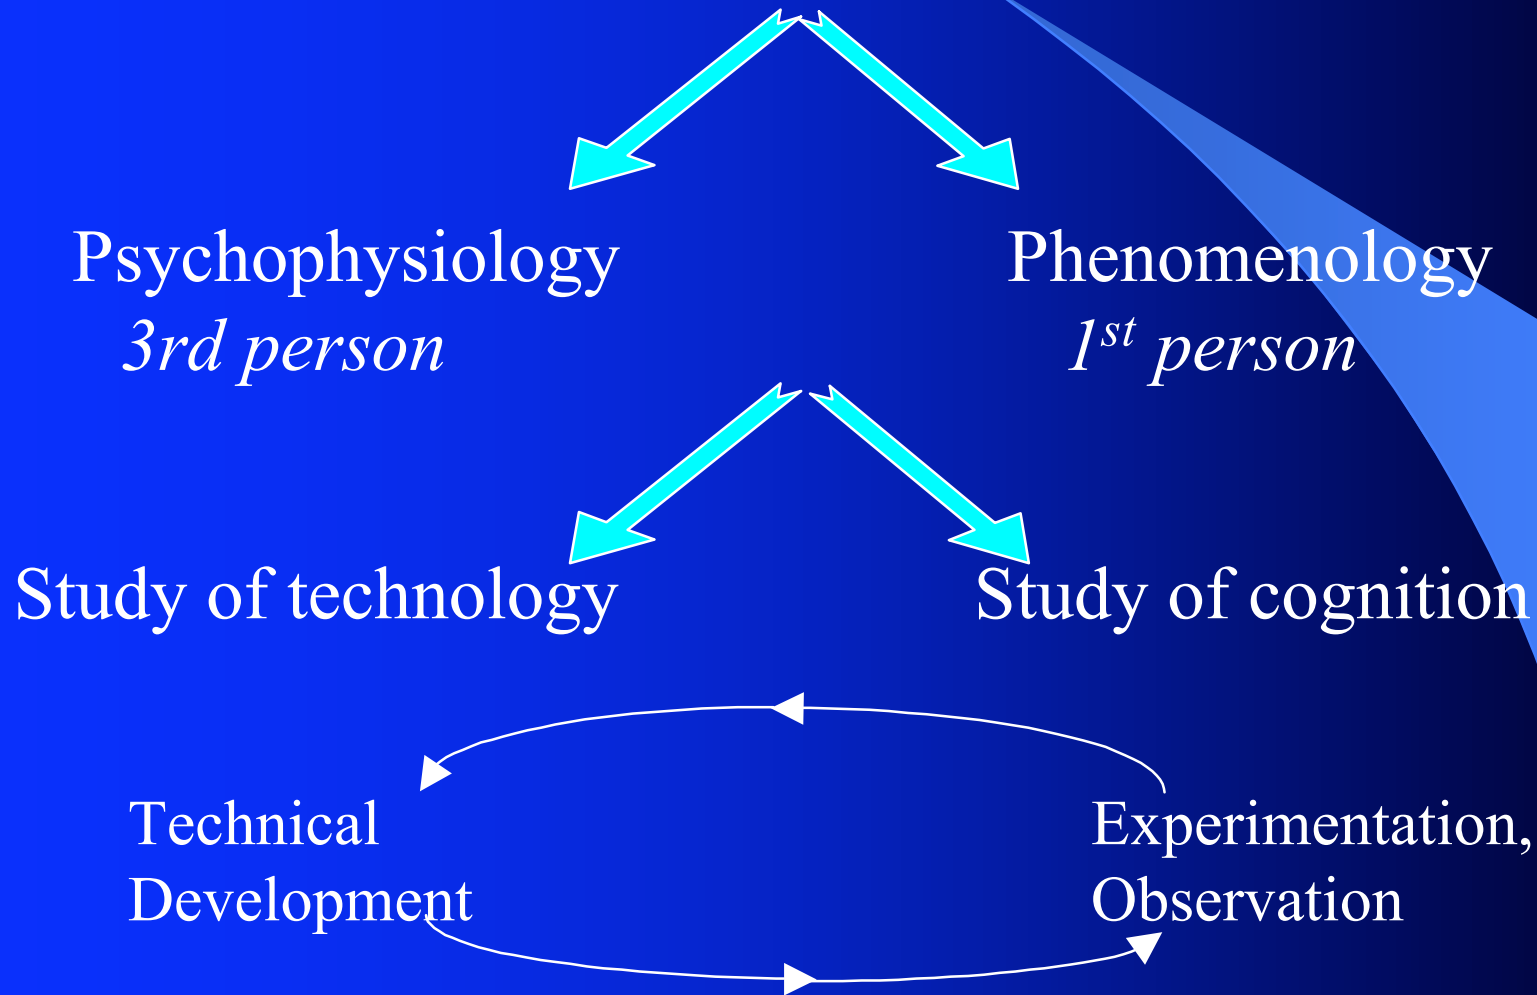 Psychophysiology
3rd person
Phenomenology
1st person
Study of technology
Study of cognition
Technical
Development
Experimentation,
Observation